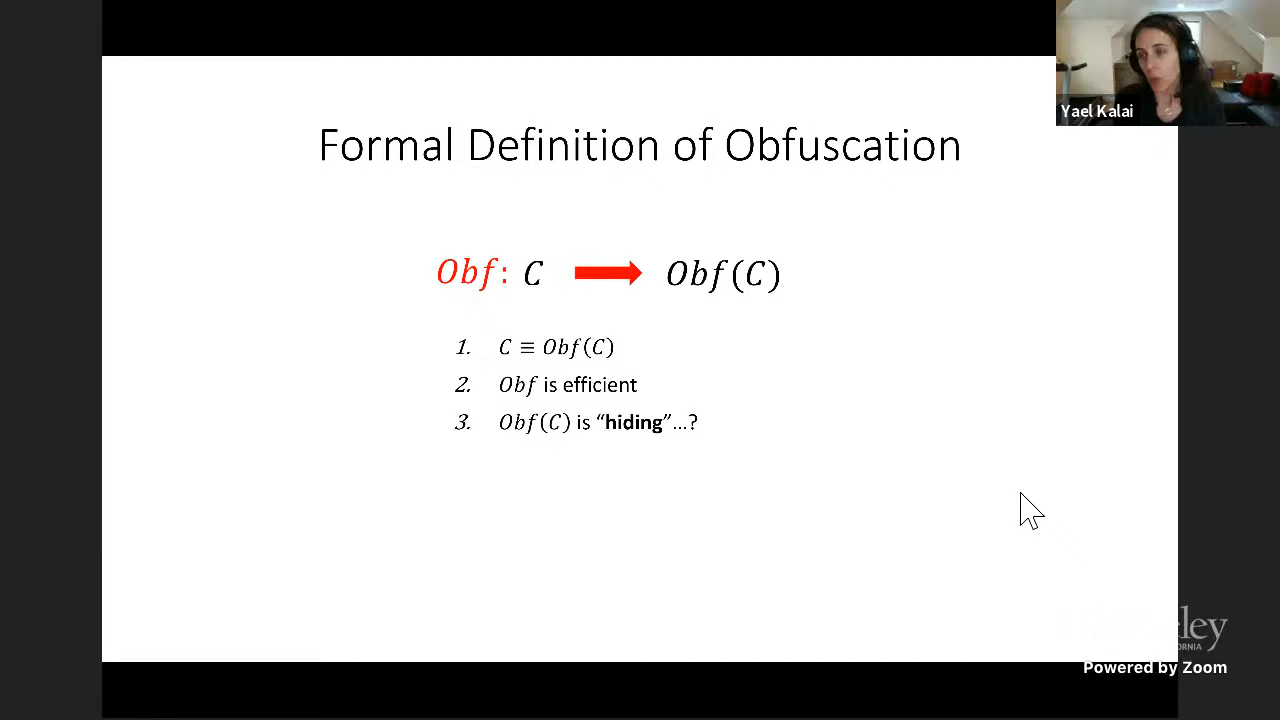 Yael Kalai
Formal Definition of Obfuscation
Obf: C Obf(C)
1. C ≡ Obf(C)
2. Obf is efficient
3. Obf(C) is “hiding”...?
Powered by Zoom